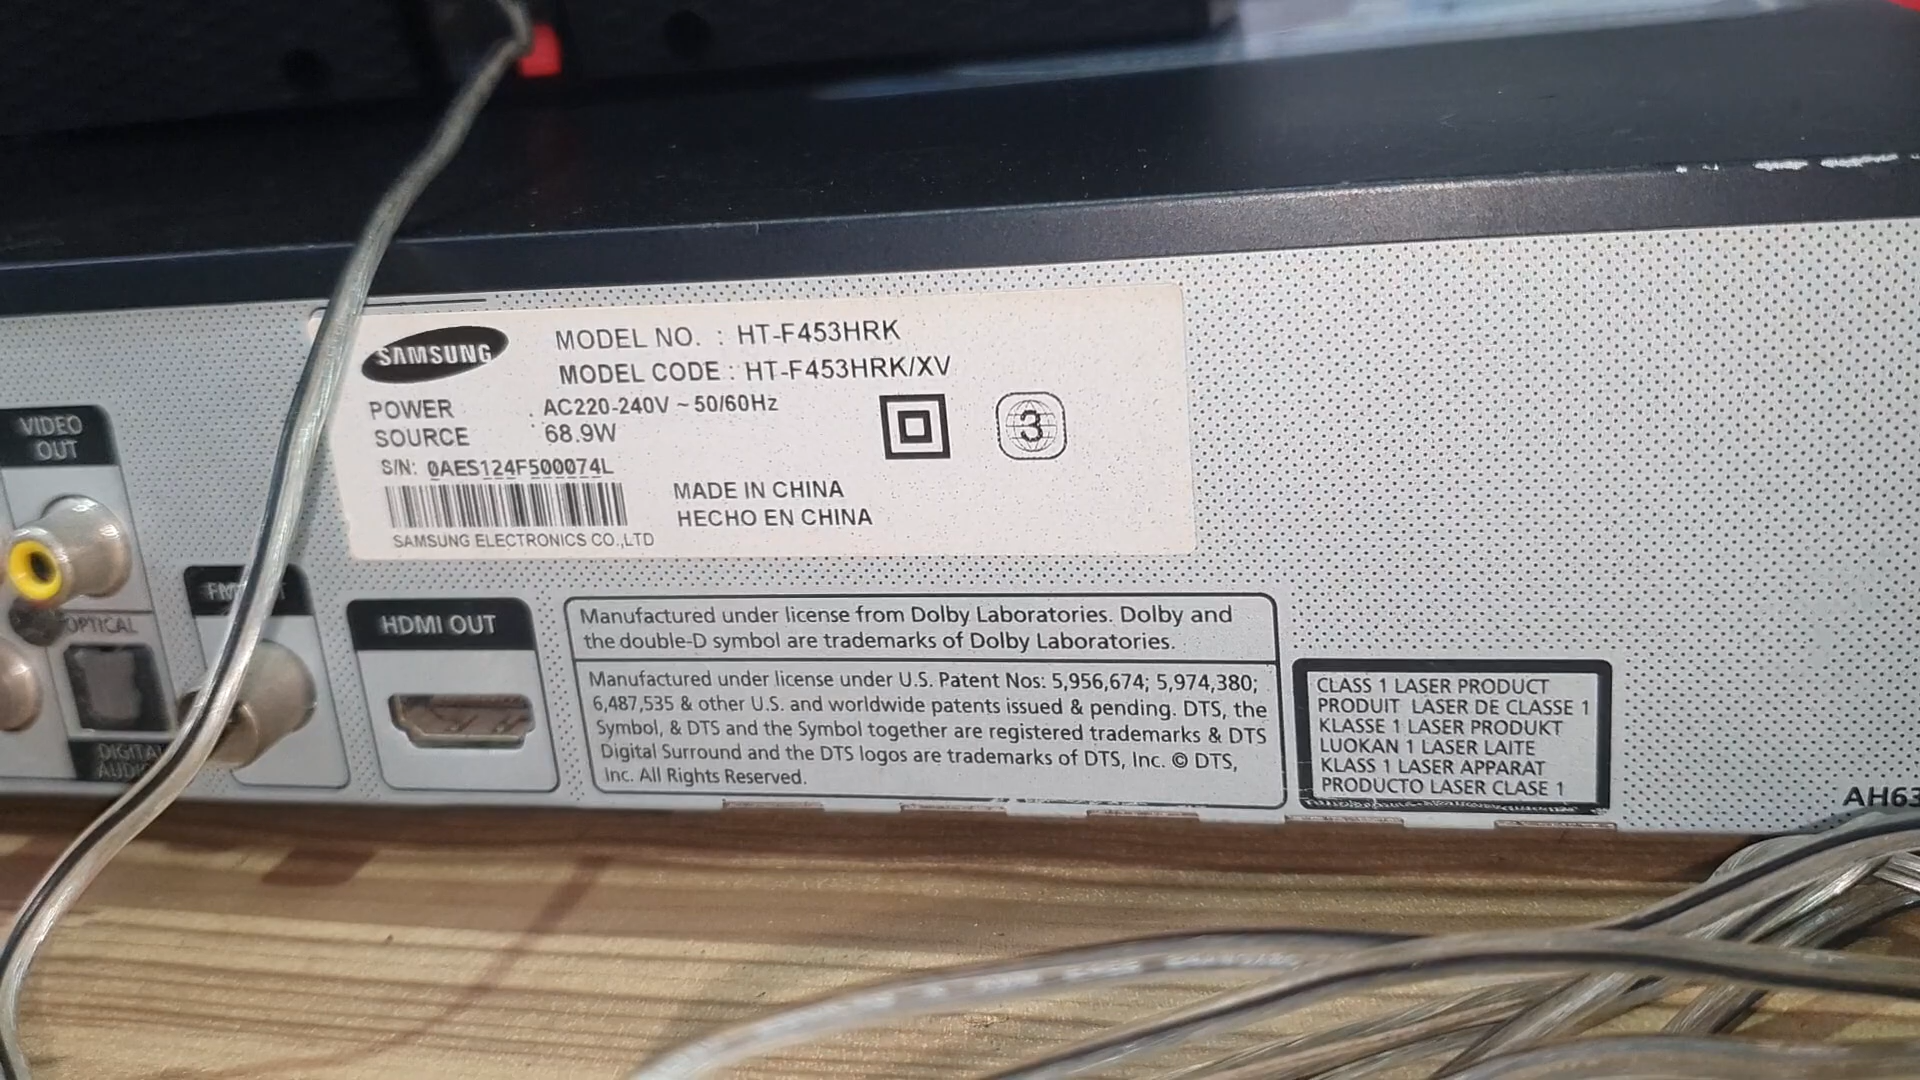 SAMSUNG
MODEL NO. : HT-F453HRK
MODEL CODE : HT-F453HRK/XV
POWER SOURCE : AC220-240V ~ 50/60Hz
68.9W
S/N: 0AES124F500074L
3
MADE IN CHINA
HECHO EN CHINA
SAMSUNG ELECTRONICS CO.,LTD
VIDEO
OUT
OPTICAL
DIGITAL
HDMI OUT
Manufactured under license from Dolby Laboratories. Dolby and
the double-D symbol are trademarks of Dolby Laboratories.
Manufactured under license under U.S. Patent Nos: 5,956,674; 5,974,380;
6,487,535 & other U.S. and worldwide patents issued & pending. DTS, the
Symbol, & DTS and the Symbol together are registered trademarks & DTS
Digital Surround and the DTS logos are trademarks of DTS, Inc. © DTS,
Inc. All Rights Reserved.
CLASS 1 LASER PRODUCT
PRODUIT LASER DE CLASSE 1
KLASSE 1 LASER PRODUKT
LUOKAN 1 LASER LAITE
KLASS 1 LASER APPARAT
PRODUCTO LASER CLASE 1
AH63